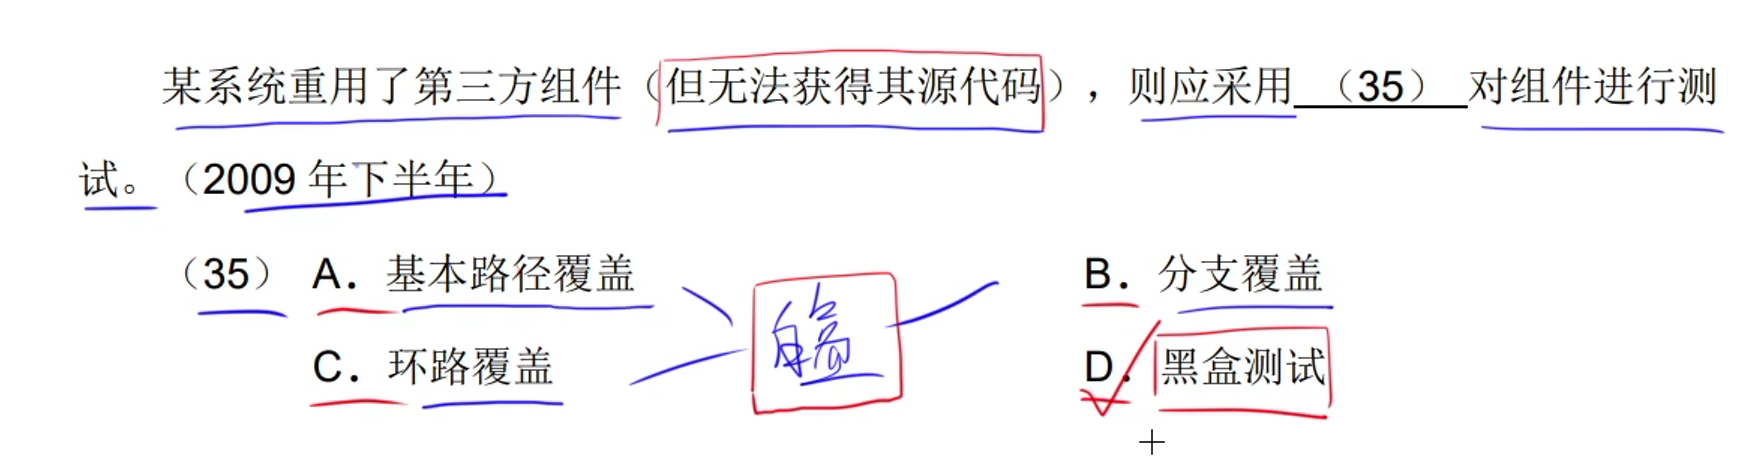 某系统重用了第三方组件（但无法获得其源代码），则应采用 （35） 对组件进行测
试。（2009 年下半年）
（35） A．基本路径覆盖 B．分支覆盖
白盒
C．环路覆盖 D．黑盒测试